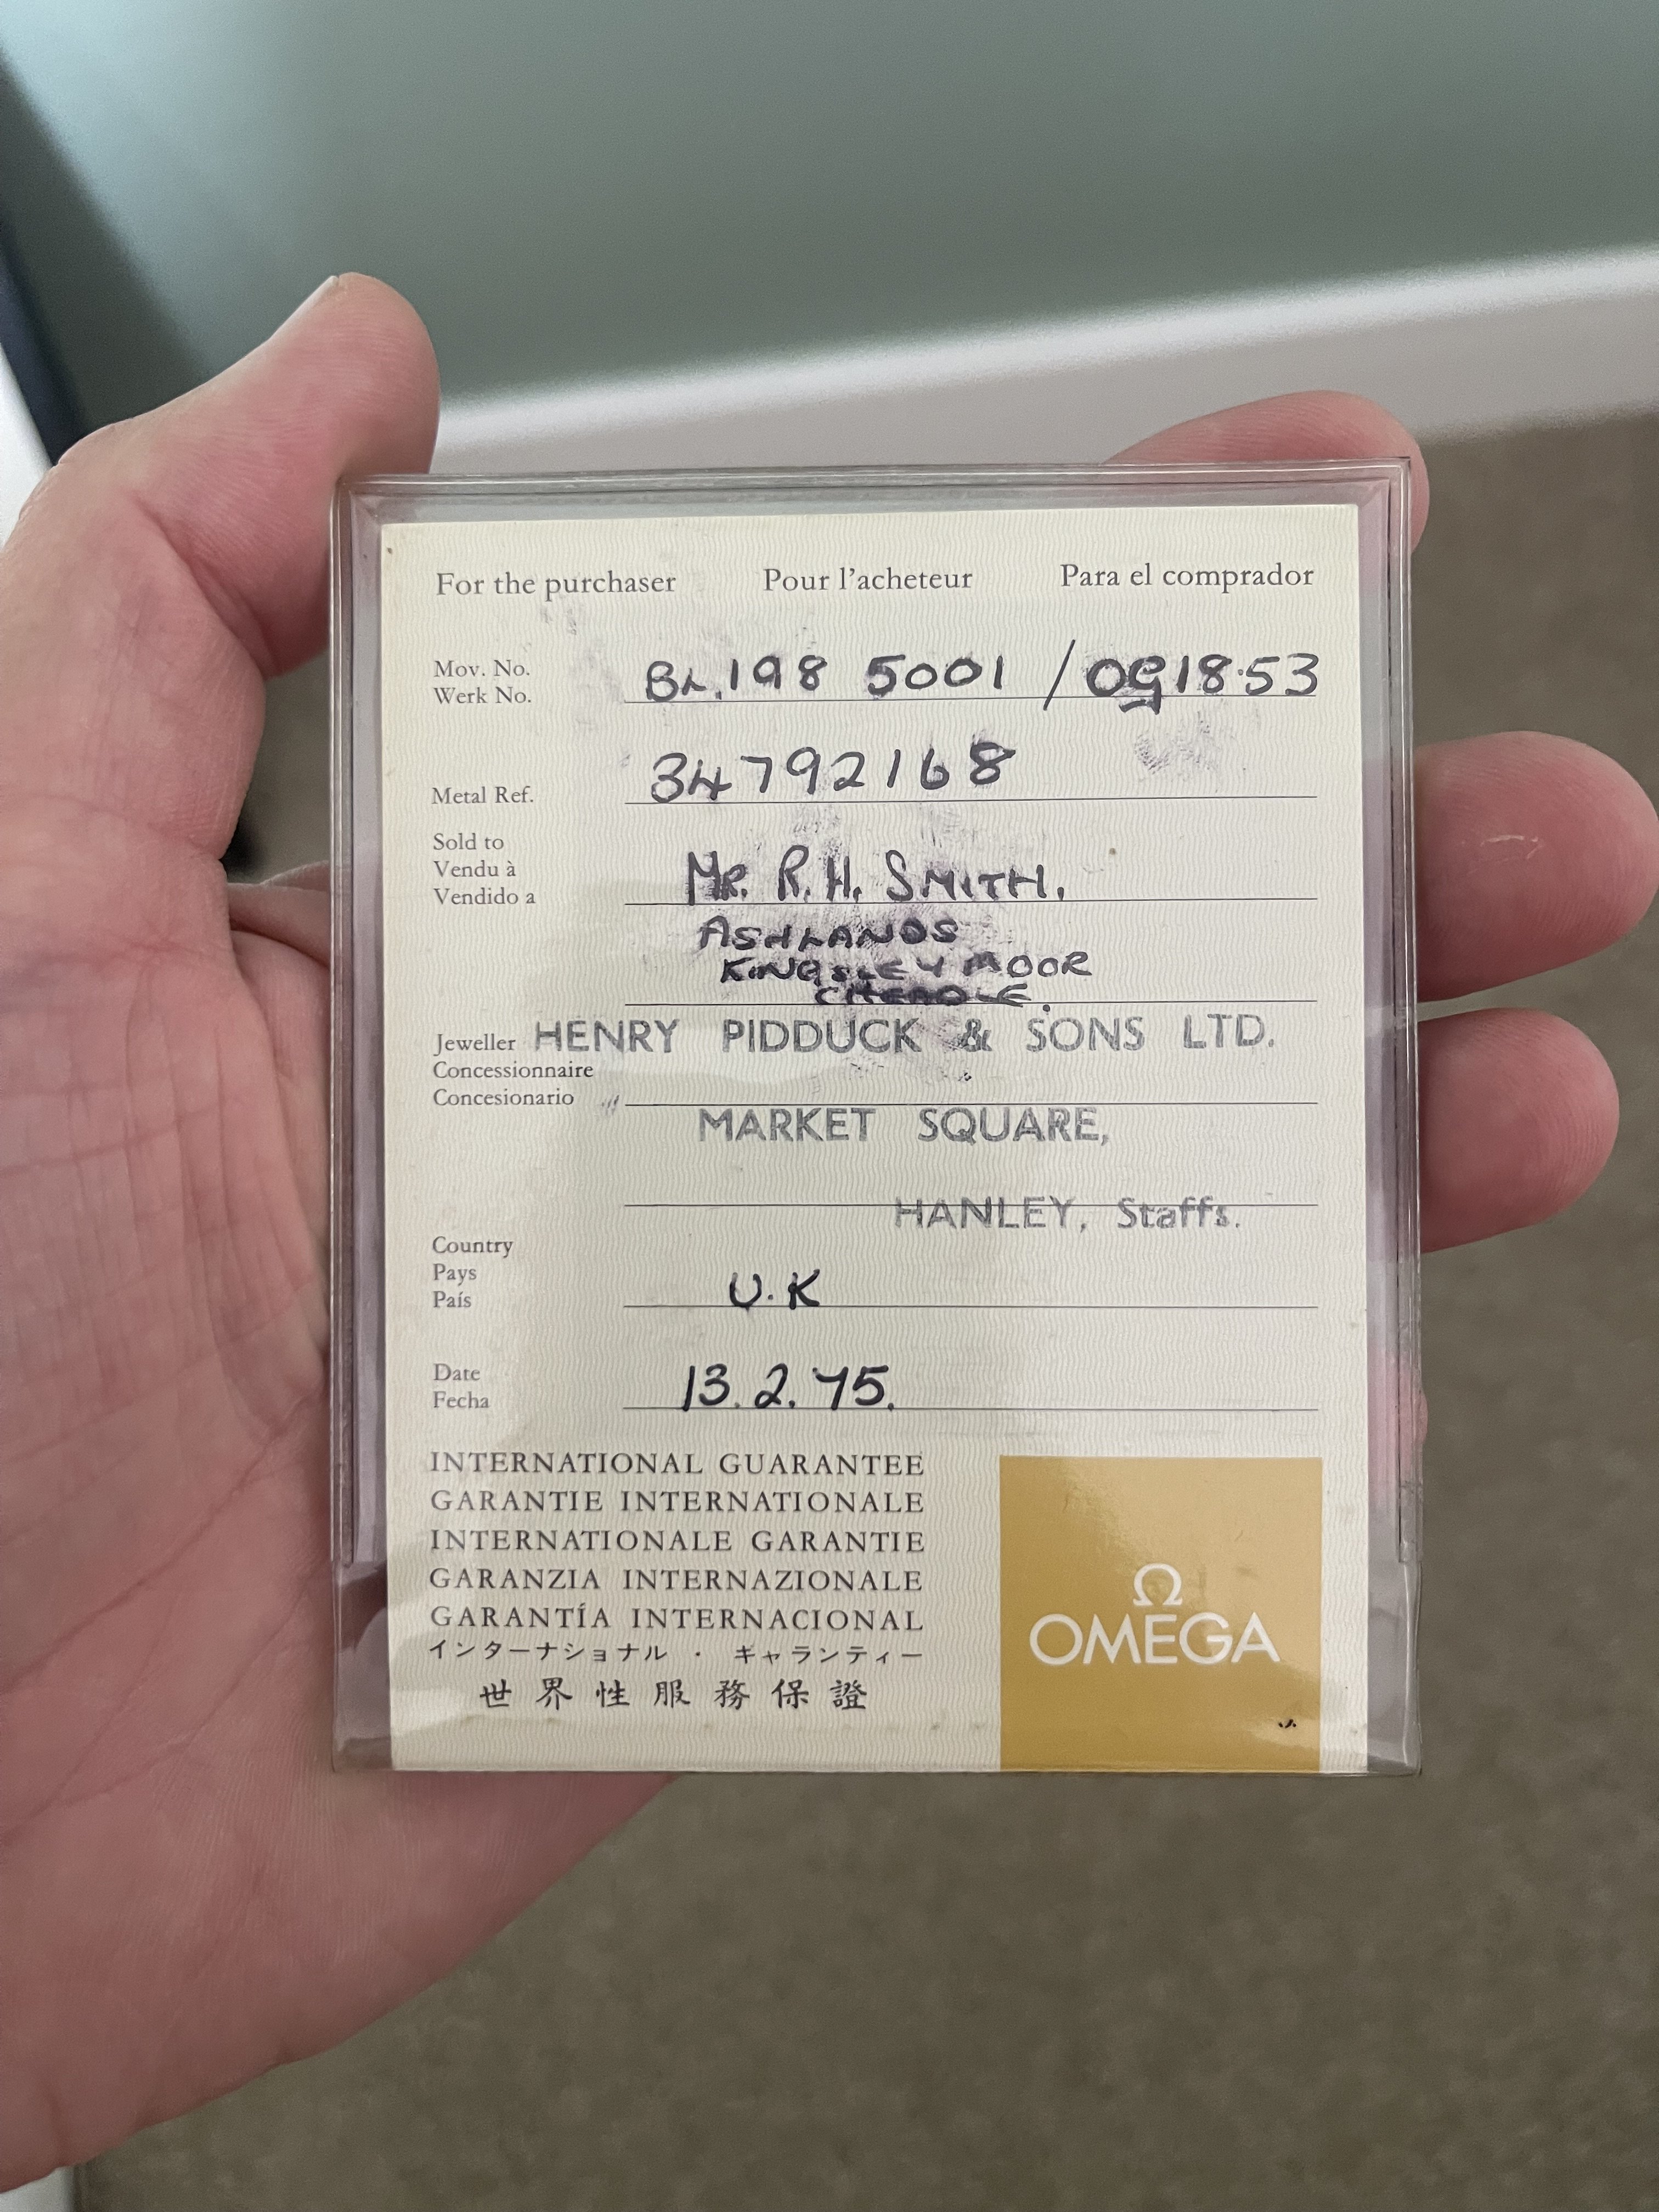 For the purchaser Pour l'acheteur Para el comprador
Mov. No.
Werk No.
BA.198 5001 / OG18.53
34792168
Metal Ref.
Sold to
Vendu à
Vendido a
MR. R. H. SMITH,
ASHLANDS
KINGSLEY MOOR
CHEADLE.
Jeweller HENRY PIDDUCK & SONS LTD.
Concessionnaire
Concesionario
MARKET SQUARE,
HANLEY, Staffs.
Country
Pays
País
U.K
Date
Fecha
13.2.75.
INTERNATIONAL GUARANTEE
GARANTIE INTERNATIONALE
INTERNATIONALE GARANTIE
GARANZIA INTERNAZIONALE
GARANTÍA INTERNACIONAL
インターナショナル ・ ギャランティー
世界性服務保證
Ω
OMEGA